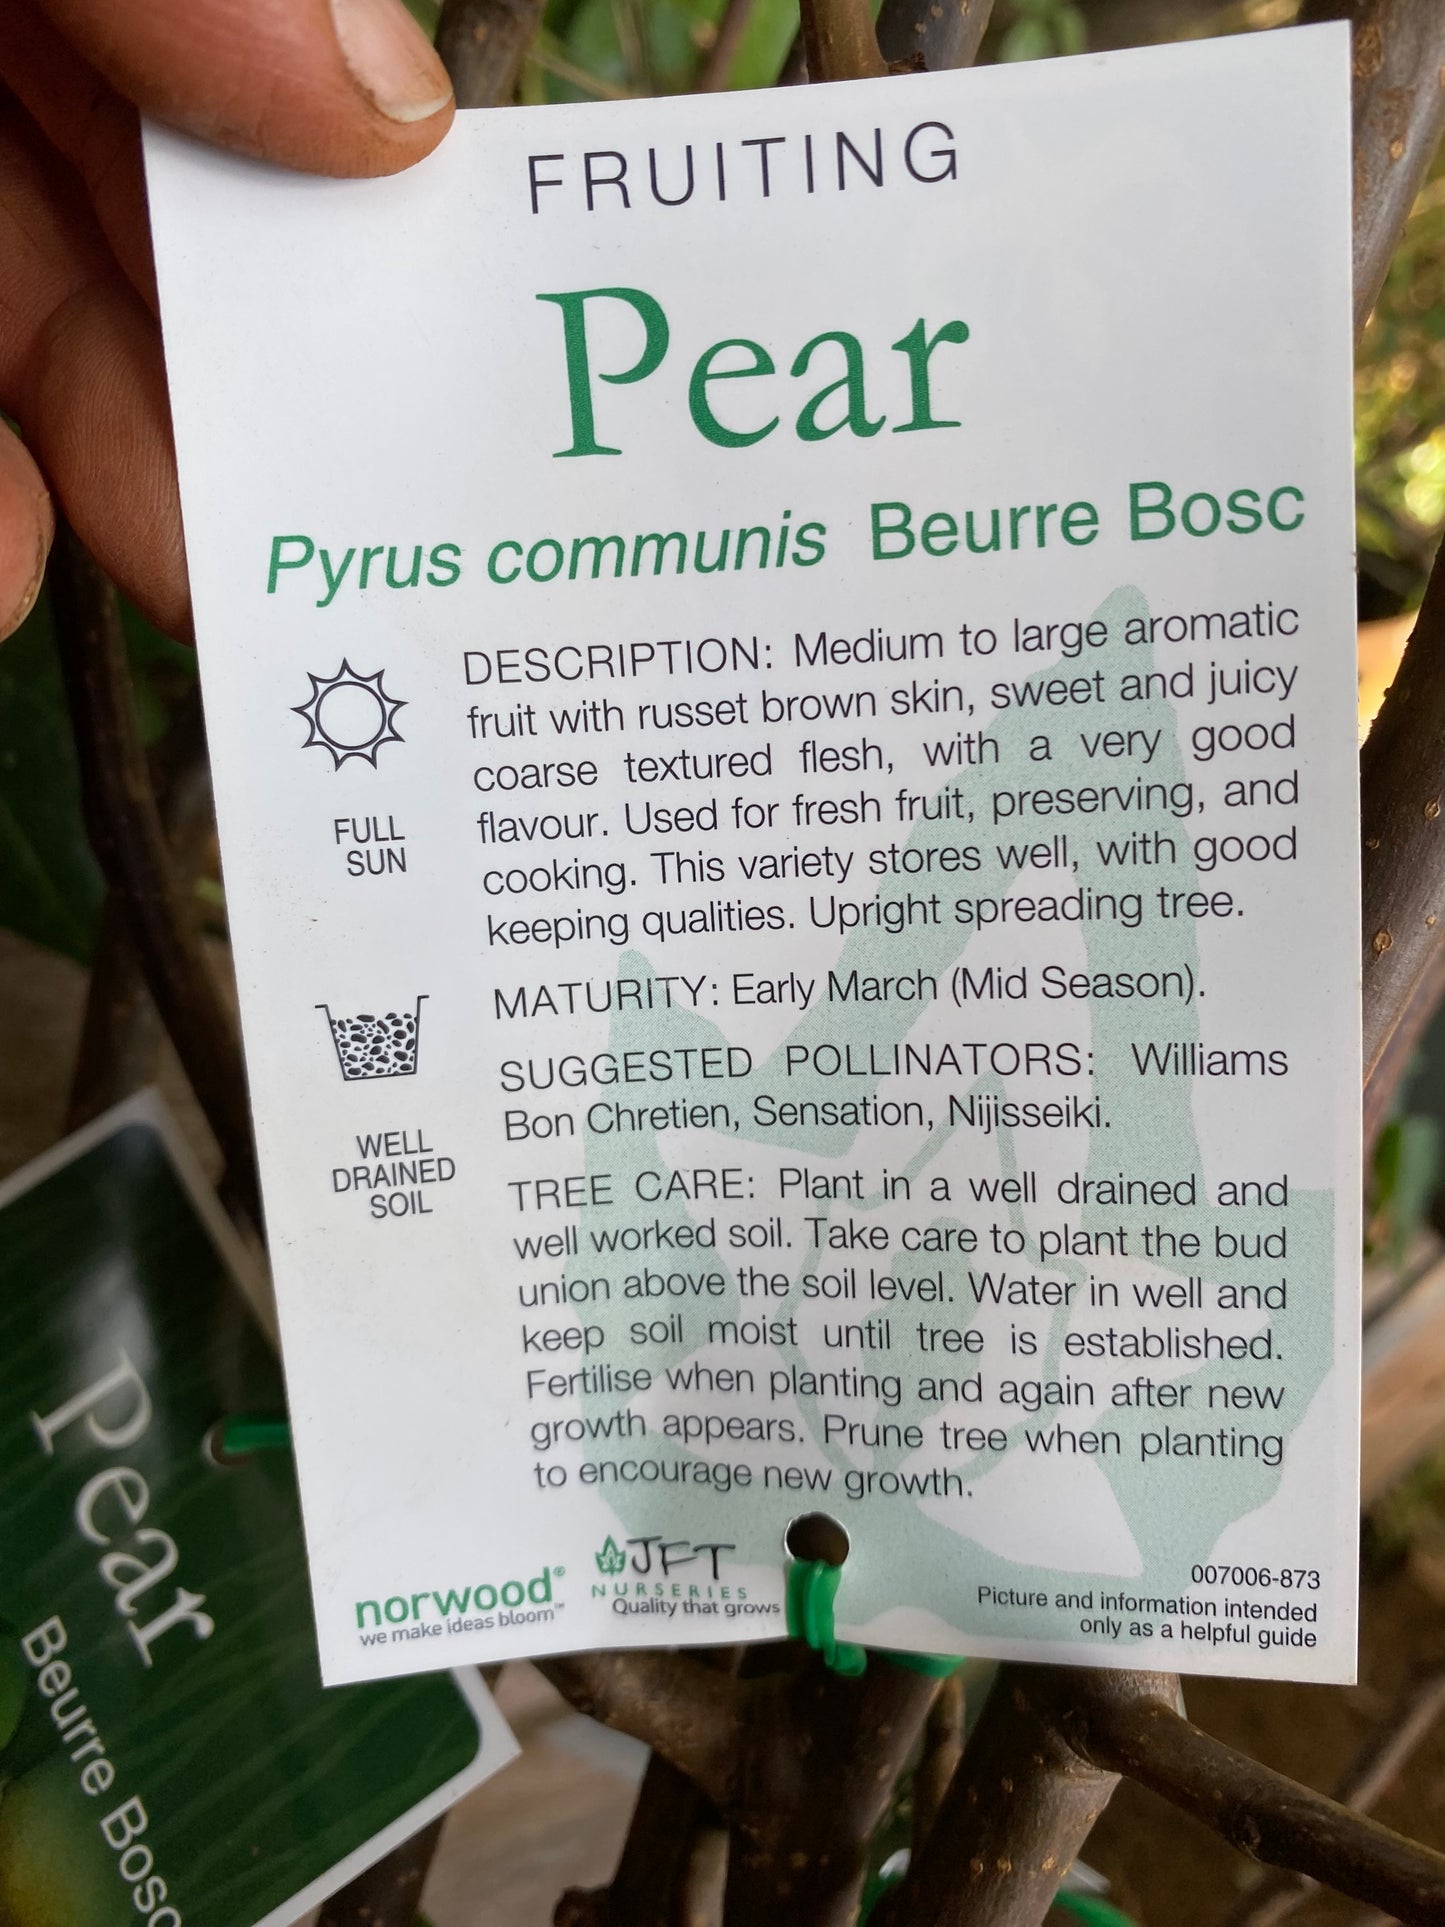 FRUITING
Pear
Pyrus communis Beurre Bosc
FULL
SUN
WELL
DRAINED
SOIL
DESCRIPTION: Medium to large aromatic
fruit with russet brown skin, sweet and juicy
coarse textured flesh, with a very good
flavour. Used for fresh fruit, preserving, and
cooking. This variety stores well, with good
keeping qualities. Upright spreading tree.
MATURITY: Early March (Mid Season).
SUGGESTED POLLINATORS: Williams
Bon Chretien, Sensation, Nijisseiki.
TREE CARE: Plant in a well drained and
well worked soil. Take care to plant the bud
union above the soil level. Water in well and
keep soil moist until tree is established.
Fertilise when planting and again after new
growth appears. Prune tree when planting
to encourage new growth.
norwood®
we make ideas bloom™
JFT
NURSERIES
Quality that grows
007006-873
Picture and information intended
only as a helpful guide
Pear
Beurre Bosc